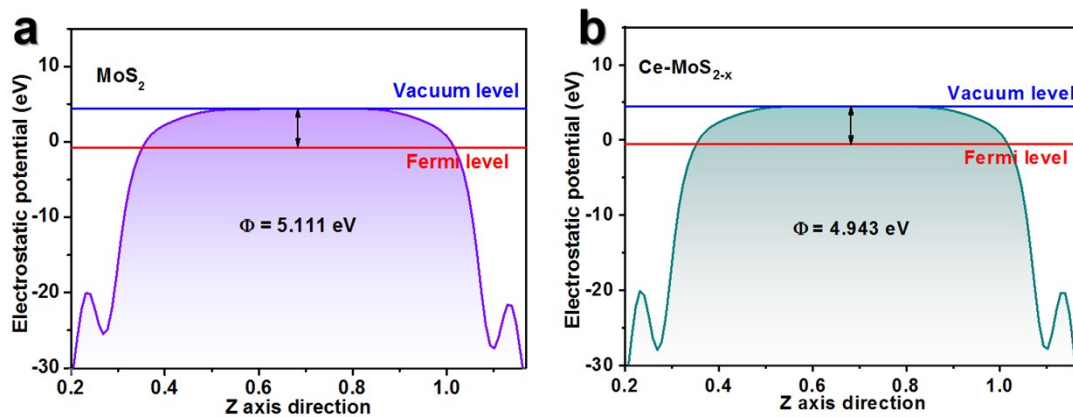 a
MoS2
Vacuum level
Fermi level
Φ = 5.111 eV
Electrostatic potential (eV)
10
0
-10
-20
-30
0.2 0.4 0.6 0.8 1.0
Z axis direction
b
Ce-MoS2-x
Vacuum level
Fermi level
Φ = 4.943 eV
Electrostatic potential (eV)
10
0
-10
-20
-30
0.2 0.4 0.6 0.8 1.0
Z axis direction